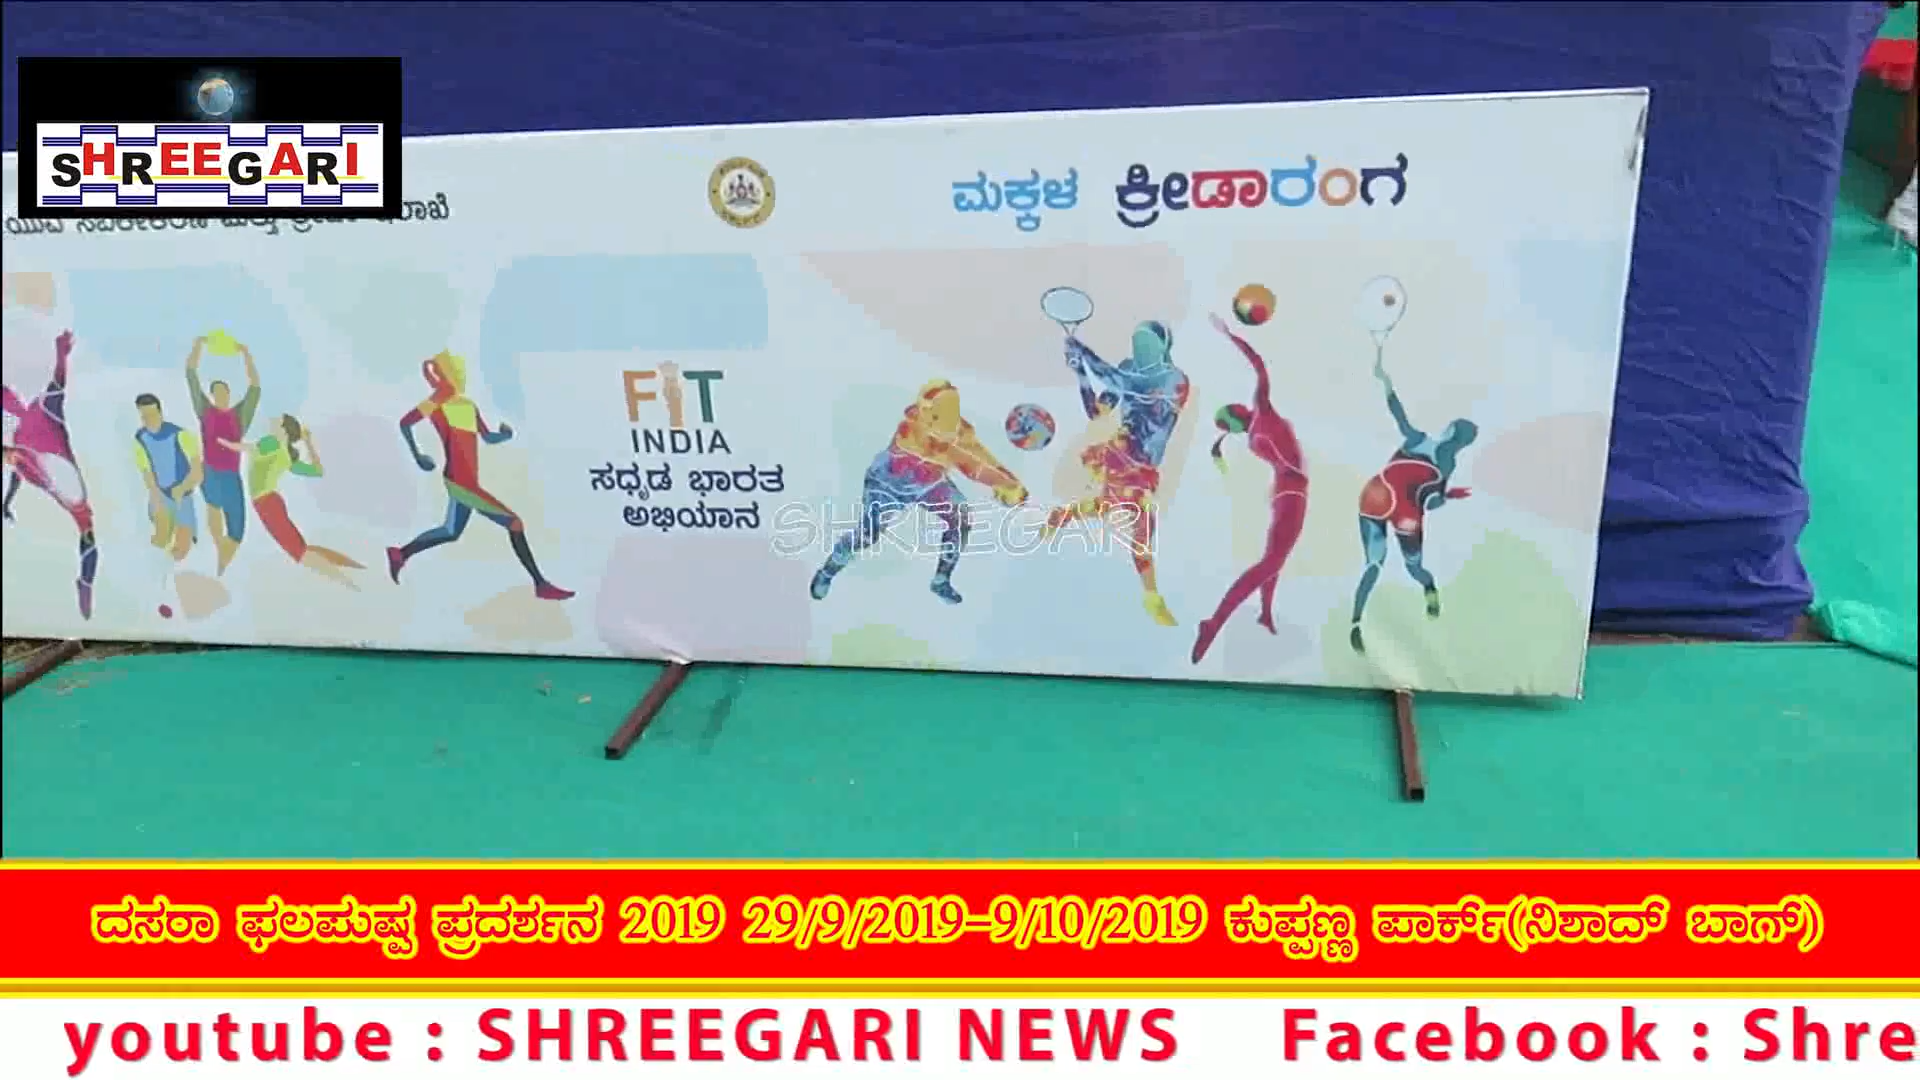 SHREEGARI
ಮಕ್ಕಳ ಕ್ರೀಡಾರಂಗ
ಮತ್ತು
FIT
INDIA
ಸಧೃಡ ಭಾರತ
ಅಭಿಯಾನ
SHREEGARI
ದಸರಾ ಫಲಪುಷ್ಪ ಪ್ರದರ್ಶನ 2019 29/9/2019-9/10/2019 ಕುಪ್ಪಣ್ಣ ಪಾರ್ಕ್(ನಿಶಾದ್ ಬಾಗ್)
youtube : SHREEGARI NEWS Facebook : Shre